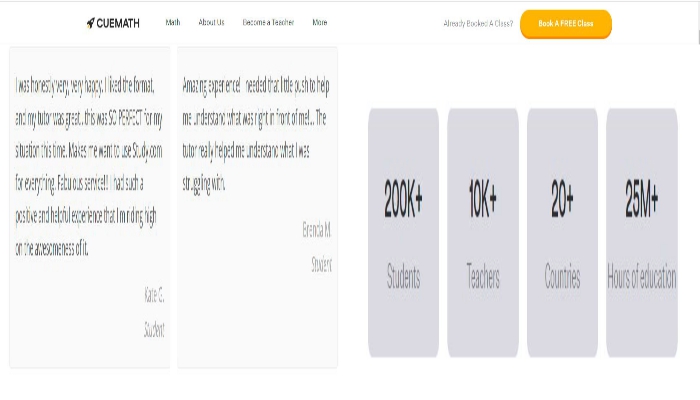 CUEMATH Math About Us Become a Teacher More Already Booked A Class? Book A FREE Class
I was honestly very, very happy. I liked the format,
and my tutor was great...this was SO PERFECT for my
situation this time. Makes me want to use Study.com
for everything. Fabulous service!!! I had such a
positive and helpful experience that I'm riding high
on the awesomeness of it.
Kate G.
Student
Amazing experience! I needed that little push to help
me understand what was right in front of me!... The
tutor really helped me understand what I was
struggling with.
Brenda M.
Student
200K+
Students
10K+
Teachers
20+
Countries
25M+
Hours of education